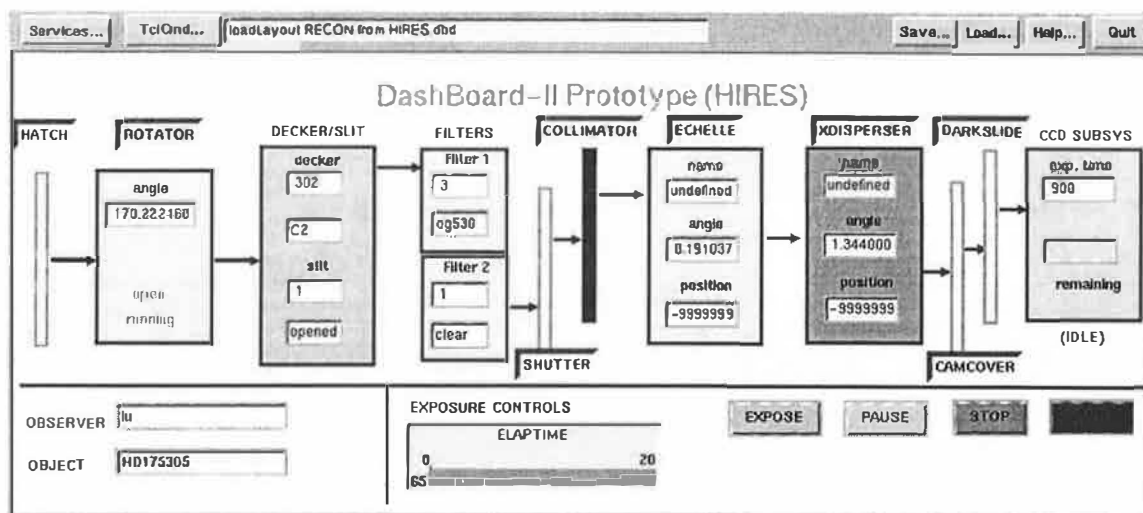 Services... TclCmd... loadLayout RECON from HIRES.dbd Save... Load... Help... Quit
DashBoard-II Prototype (HIRES)
HATCH ROTATOR DECKER/SLIT FILTERS COLLIMATOR ECHELLE XDISPERSER DARKSLIDE CCD SUBSYS
angle
170.222160
open
running
decker
302
C2
slit
1
opened
Filter 1
3
og530
Filter 2
1
clear
SHUTTER
name
undefined
angle
0.191037
position
-9999999
name
undefined
angle
1.344000
position
-9999999
CAMCOVER
exp. time
900
remaining
(IDLE)
OBSERVER lu
OBJECT HD175305
EXPOSURE CONTROLS
ELAPTIME
0 20
65
EXPOSE PAUSE STOP